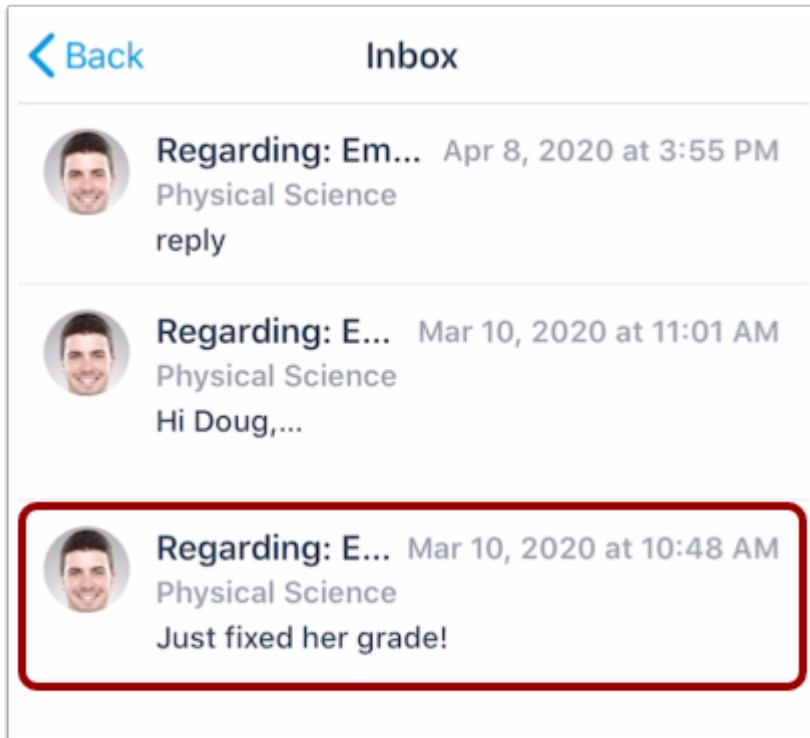 Back Inbox
Regarding: Em... Apr 8, 2020 at 3:55 PM
Physical Science
reply
Regarding: E... Mar 10, 2020 at 11:01 AM
Physical Science
Hi Doug,...
Regarding: E... Mar 10, 2020 at 10:48 AM
Physical Science
Just fixed her grade!